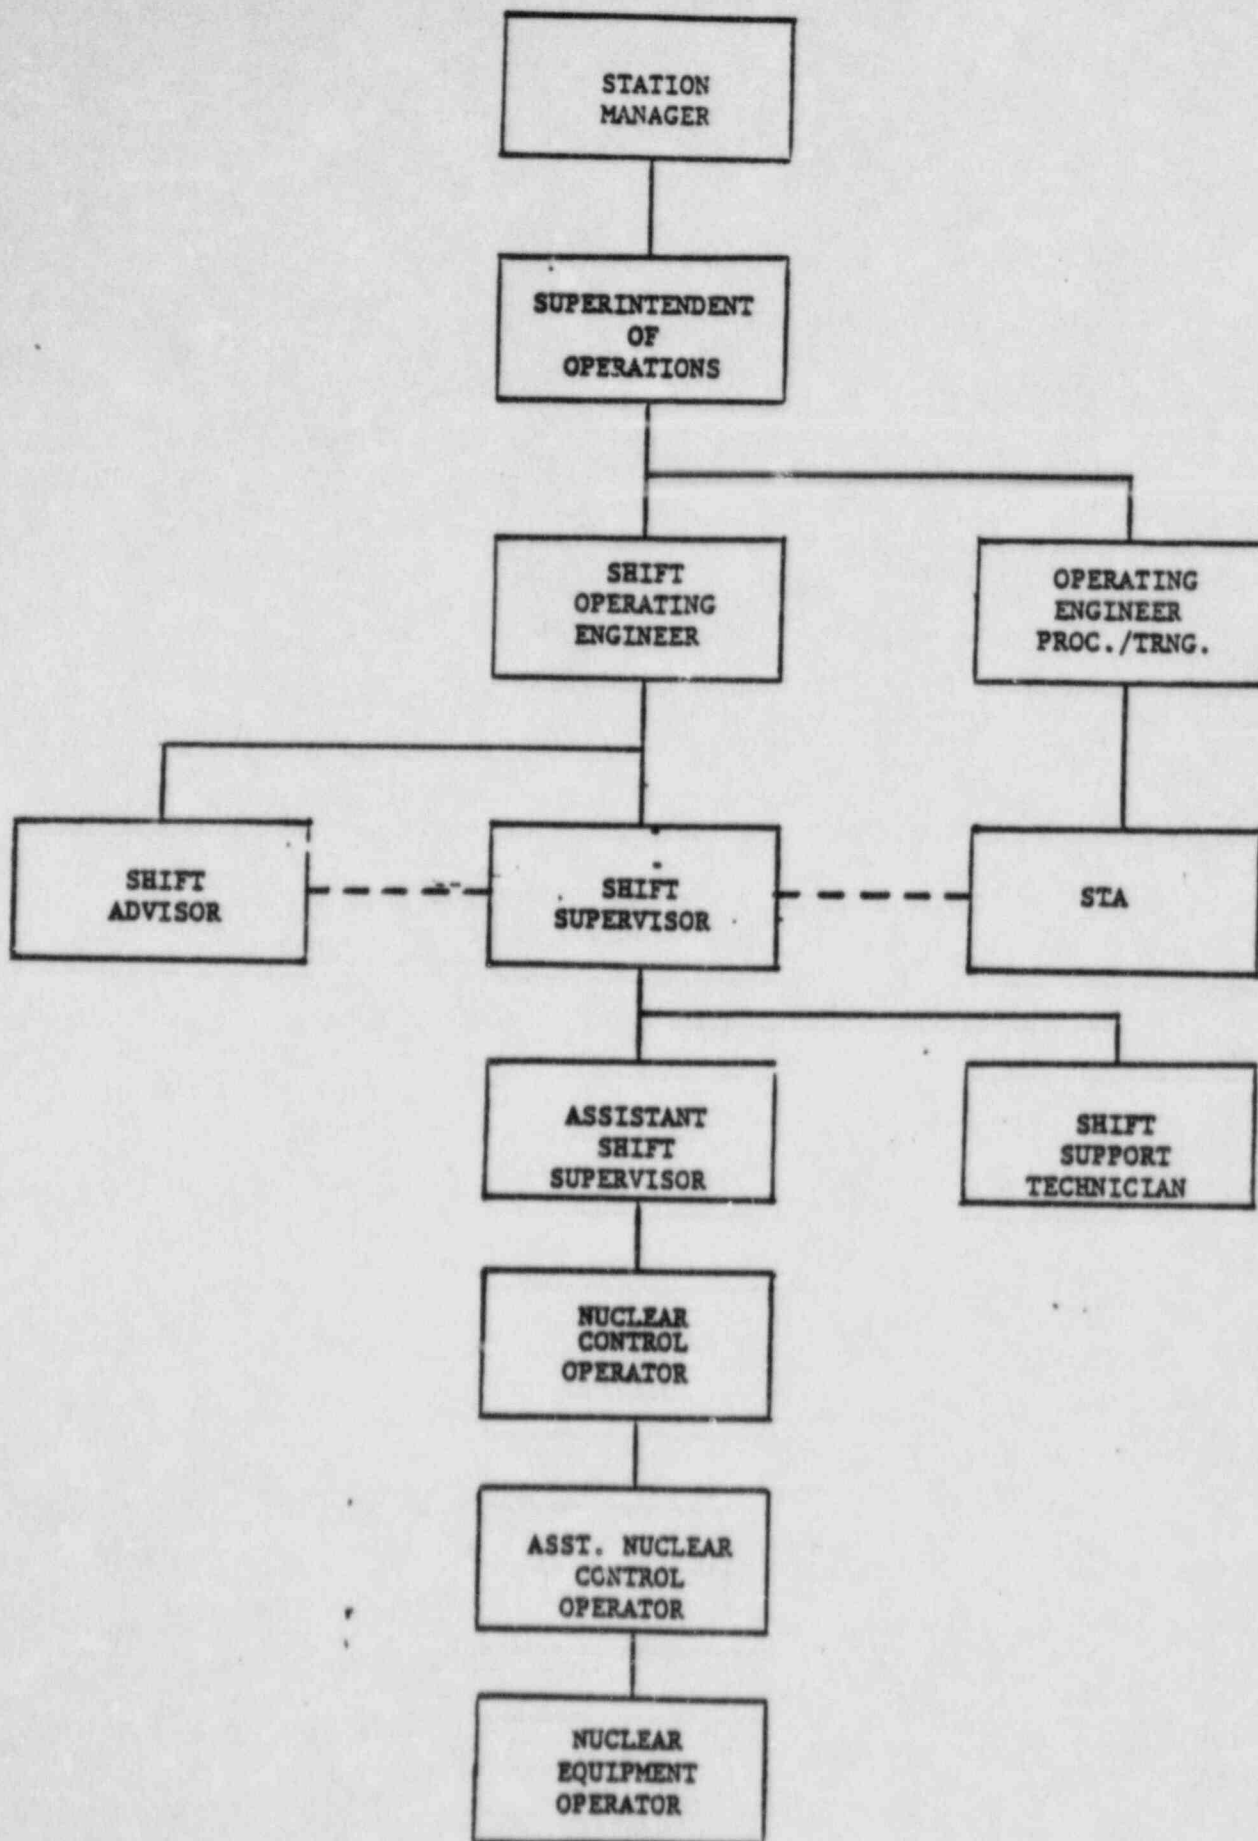 STATION
MANAGER
SUPERINTENDENT
OF
OPERATIONS
SHIFT
OPERATING
ENGINEER
OPERATING
ENGINEER
PROC./TRNG.
SHIFT
ADVISOR
SHIFT
SUPERVISOR
STA
ASSISTANT
SHIFT
SUPERVISOR
SHIFT
SUPPORT
TECHNICIAN
NUCLEAR
CONTROL
OPERATOR
ASST. NUCLEAR
CONTROL
OPERATOR
NUCLEAR
EQUIPMENT
OPERATOR